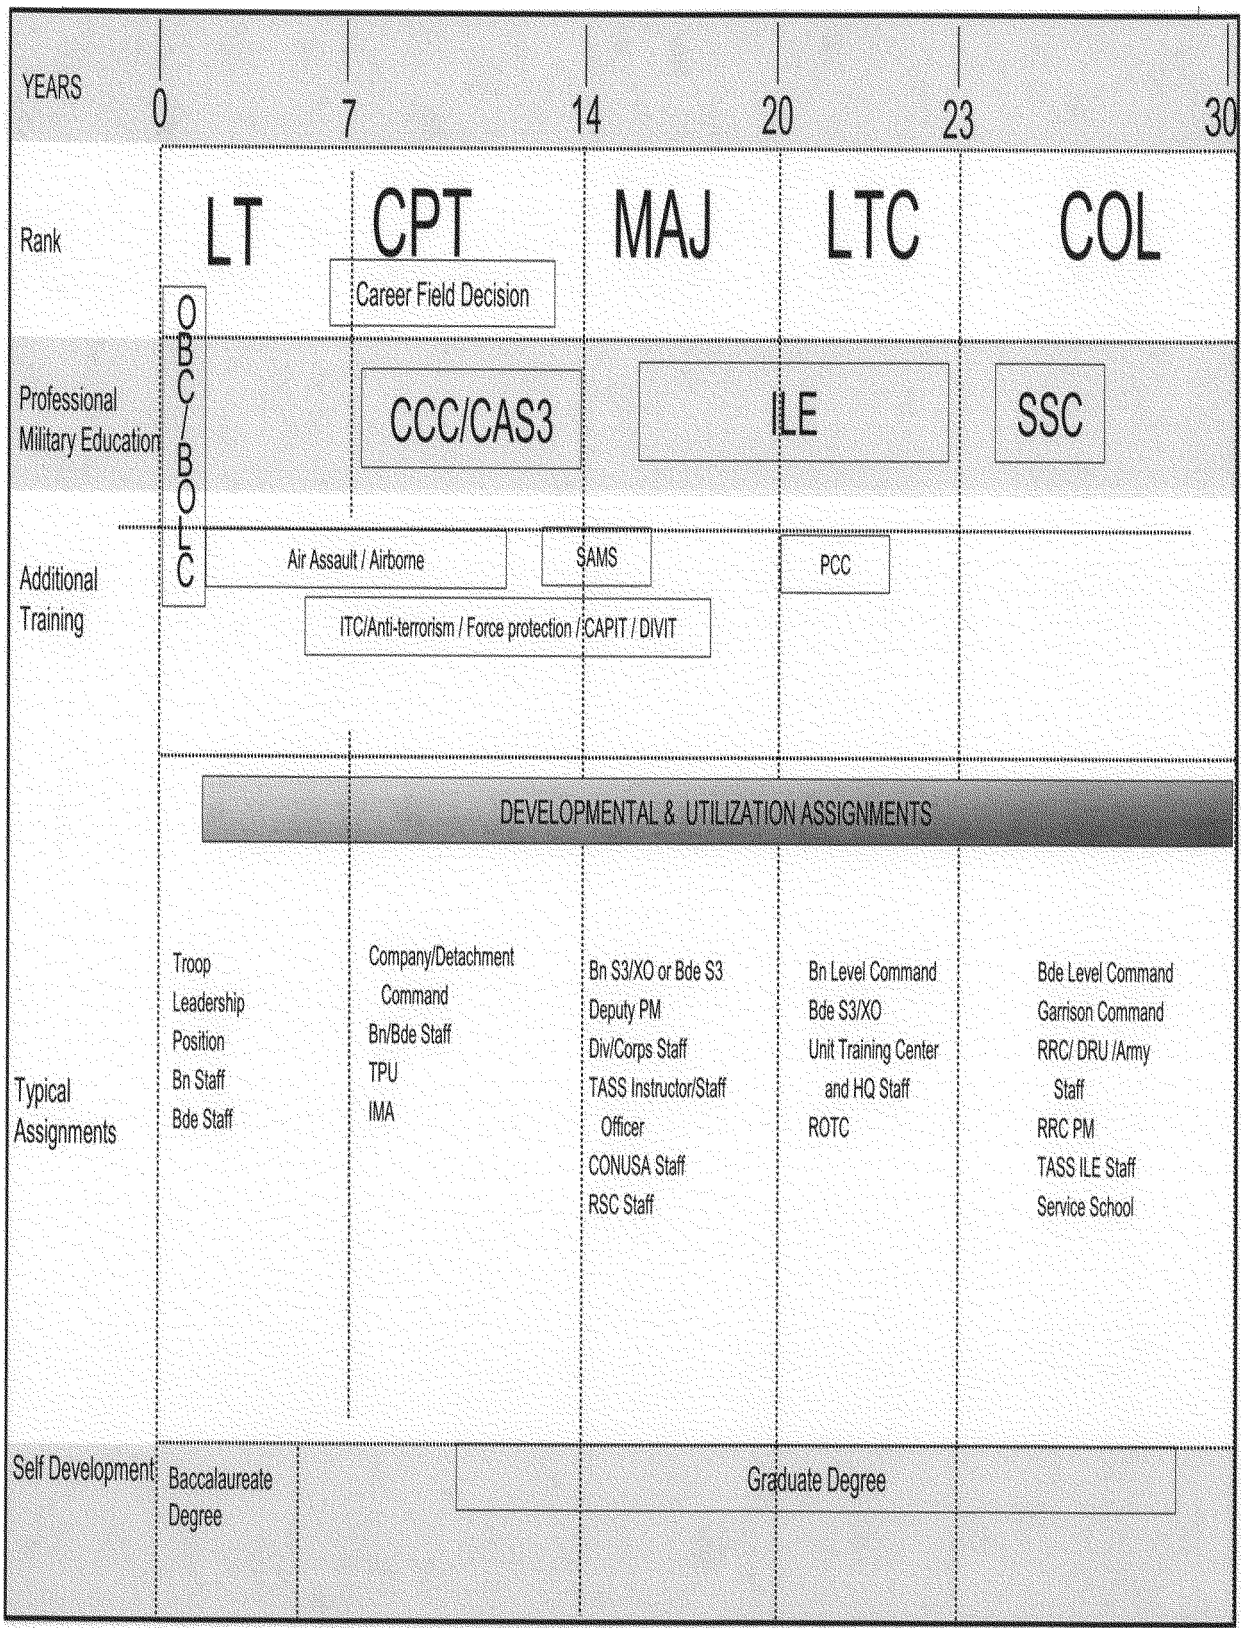 YEARS
0 7 14 20 23 30
Rank
LT CPT MAJ LTC COL
Career Field Decision
OBC/BOLC
Professional
Military Education
CCC/CAS3 ILE SSC
Additional
Training
Air Assault / Airborne SAMS PCC
ITC/Anti-terrorism / Force protection / CAPIT / DIVIT
DEVELOPMENTAL & UTILIZATION ASSIGNMENTS
Typical
Assignments
Troop
Leadership
Position
Bn Staff
Bde Staff
Company/Detachment
Command
Bn/Bde Staff
TPU
IMA
Bn S3/XO or Bde S3
Deputy PM
Div/Corps Staff
TASS Instructor/Staff
Officer
CONUSA Staff
RSC Staff
Bn Level Command
Bde S3/XO
Unit Training Center
and HQ Staff
ROTC
Bde Level Command
Garrison Command
RRC/ DRU /Army
Staff
RRC PM
TASS ILE Staff
Service School
Self Development
Baccalaureate
Degree
Graduate Degree